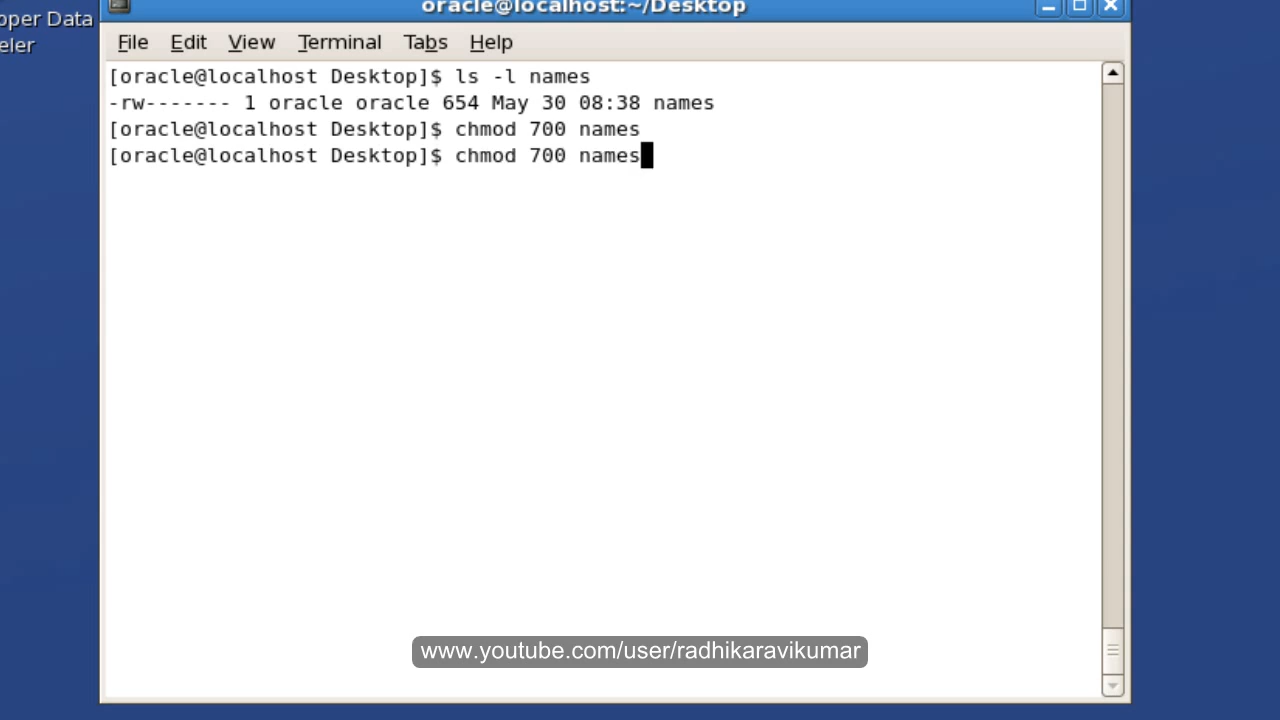 oper Data
eler
oracle@localhost:~/Desktop
File Edit View Terminal Tabs Help
[oracle@localhost Desktop]$ ls -l names
-rw------- 1 oracle oracle 654 May 30 08:38 names
[oracle@localhost Desktop]$ chmod 700 names
[oracle@localhost Desktop]$ chmod 700 names
www.youtube.com/user/radhikaravikumar